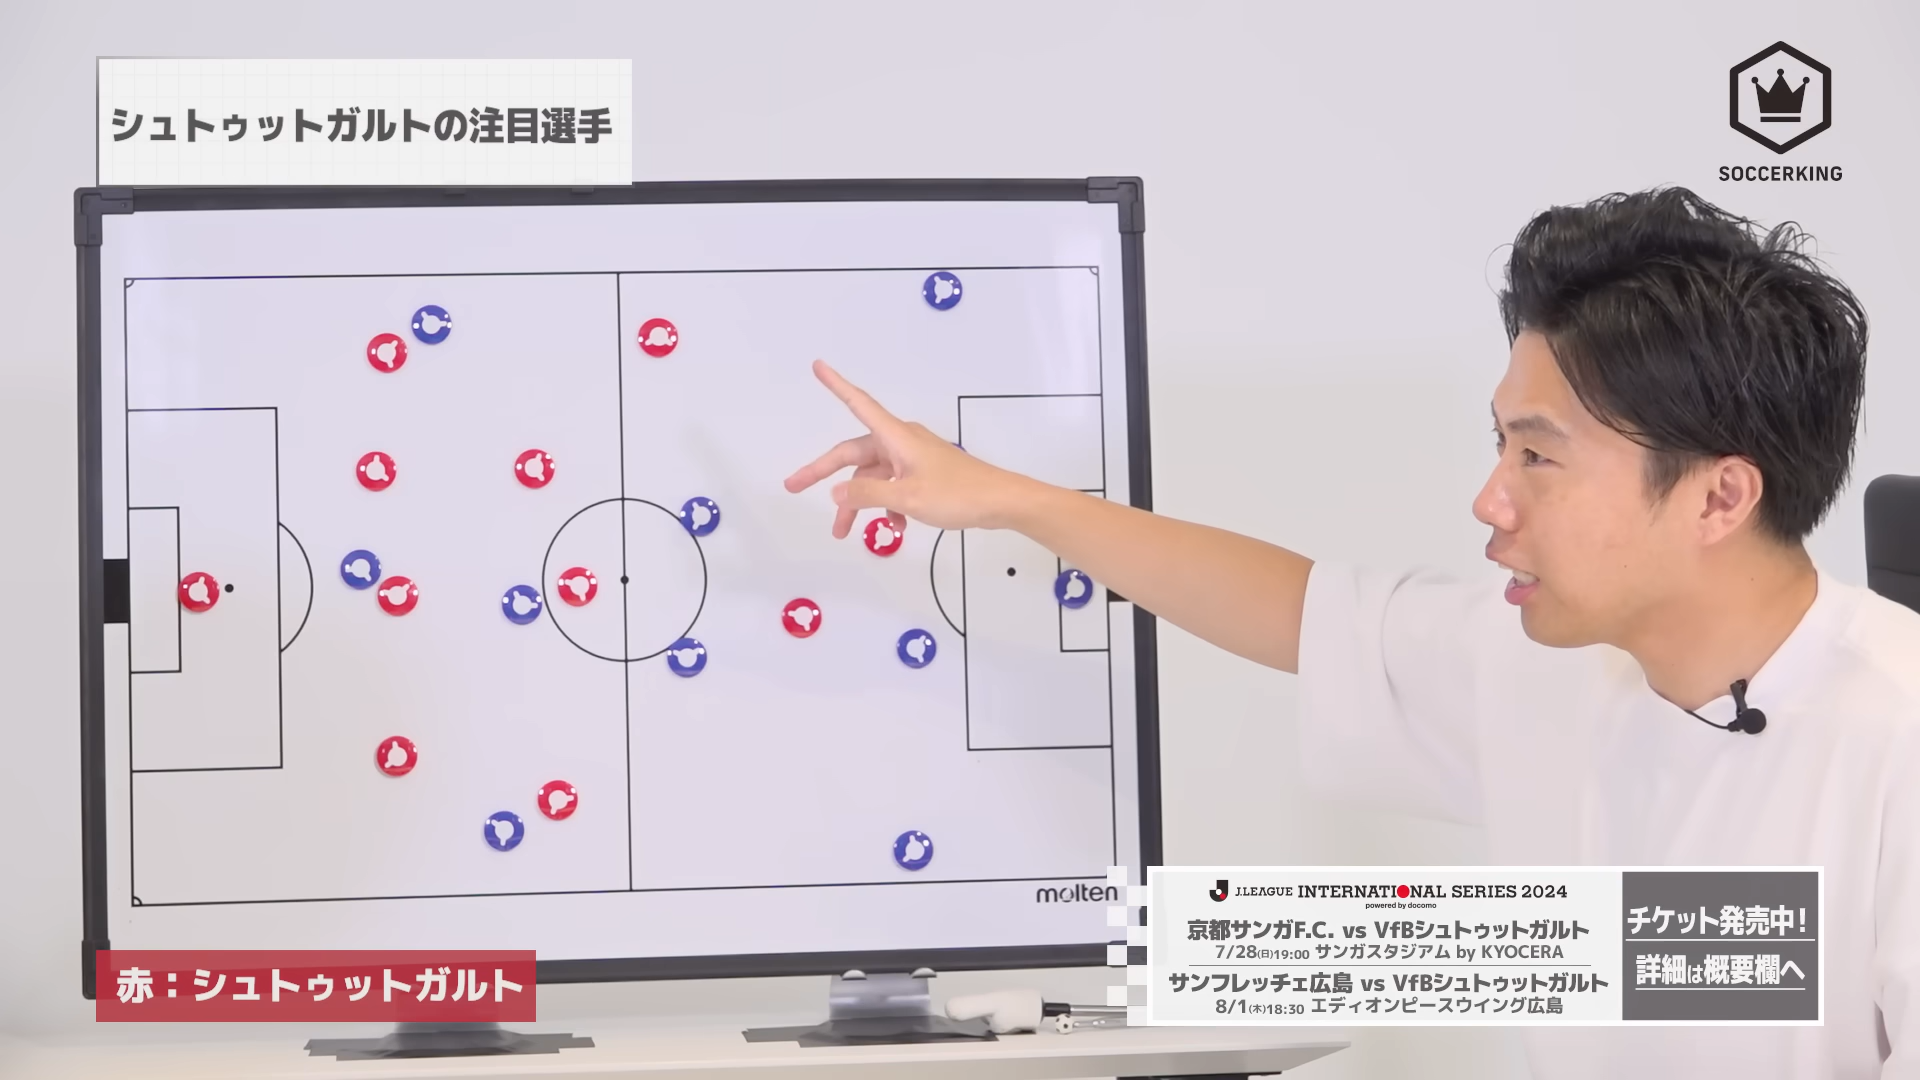 シュトゥットガルトの注目選手
SOCCERKING
molten
赤：シュトゥットガルト
J.LEAGUE INTERNATIONAL SERIES 2024
powered by docomo
京都サンガF.C. vs VfBシュトゥットガルト
7/28(日)19:00 サンガスタジアム by KYOCERA
サンフレッチェ広島 vs VfBシュトゥットガルト
8/1(木)18:30 エディオンピースウイング広島
チケット発売中！
詳細は概要欄へ